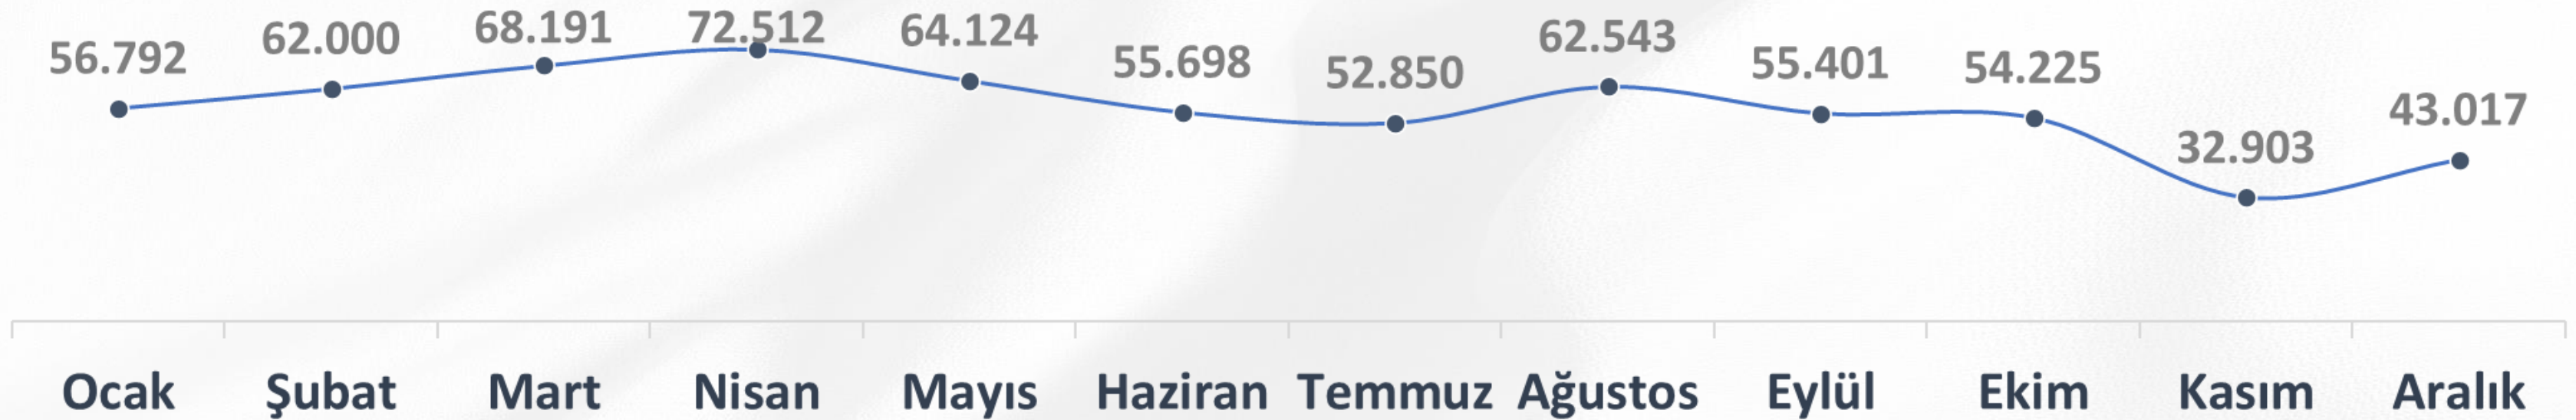 56.792 62.000 68.191 72.512 64.124 55.698 52.850 62.543 55.401 54.225 32.903 43.017
Ocak Şubat Mart Nisan Mayıs Haziran Temmuz Ağustos Eylül Ekim Kasım Aralık